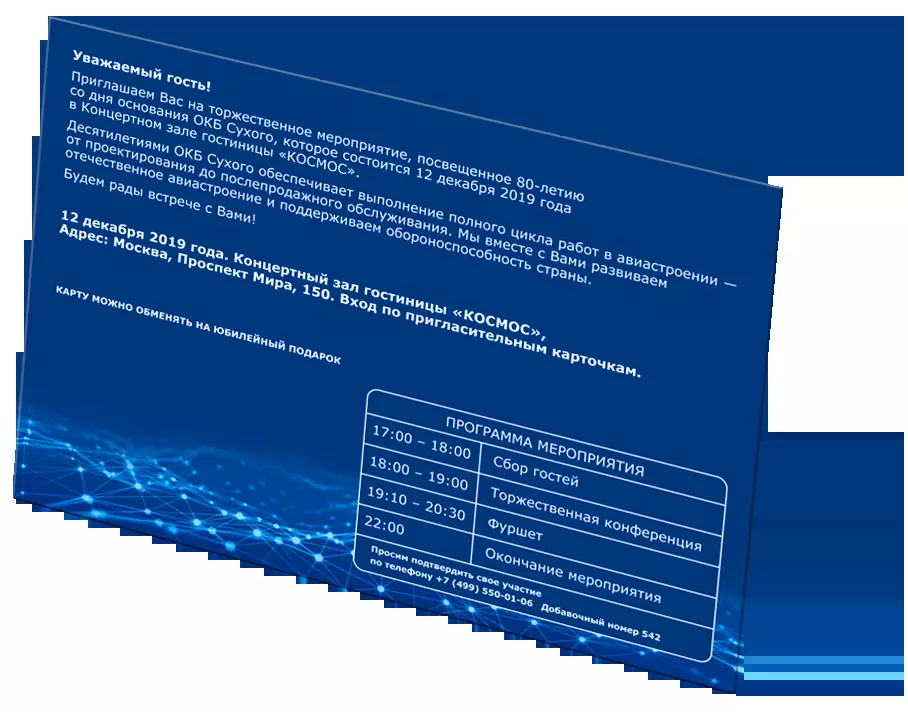 Уважаемый гость!
Приглашаем Вас на торжественное мероприятие, посвещенное 80-летию
со дня основания ОКБ Сухого, которое состоится 12 декабря 2019 года
в Концертном зале гостиницы «КОСМОС».
Десятилетиями ОКБ Сухого обеспечивает выполнение полного цикла работ в авиастроении —
от проектирования до послепродажного обслуживания. Мы вместе с Вами развиваем
отечественное авиастроение и поддерживаем обороноспособность страны.
Будем рады встрече с Вами!
12 декабря 2019 года. Концертный зал гостиницы «КОСМОС»,
Адрес: Москва, Проспект Мира, 150. Вход по пригласительным карточкам.
КАРТУ МОЖНО ОБМЕНЯТЬ НА ЮБИЛЕЙНЫЙ ПОДАРОК
ПРОГРАММА МЕРОПРИЯТИЯ
17:00 – 18:00 Сбор гостей
18:00 – 19:00 Торжественная конференция
19:10 – 20:30 Фуршет
22:00 Окончание мероприятия
Просим подтвердить свое участие
по телефону +7 (499) 550-01-06 Добавочный номер 542